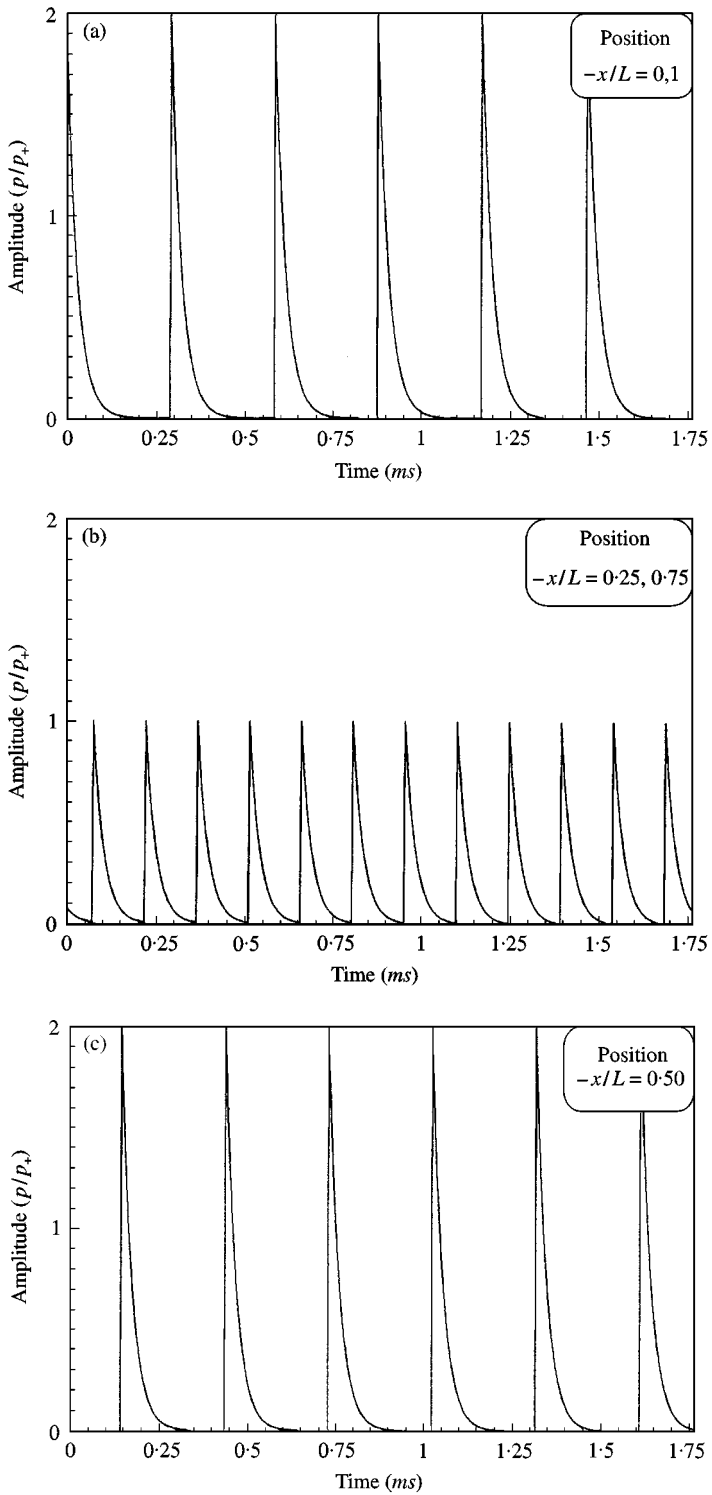 (a)
Position
−x/L = 0,1
2
1
0
Amplitude (p/p₊)
0 0·25 0·5 0·75 1 1·25 1·5 1·75
Time (ms)
(b)
Position
−x/L = 0·25, 0·75
2
1
0
Amplitude (p/p₊)
0 0·25 0·5 0·75 1 1·25 1·5 1·75
Time (ms)
(c)
Position
−x/L = 0·50
2
1
0
Amplitude (p/p₊)
0 0·25 0·5 0·75 1 1·25 1·5 1·75
Time (ms)